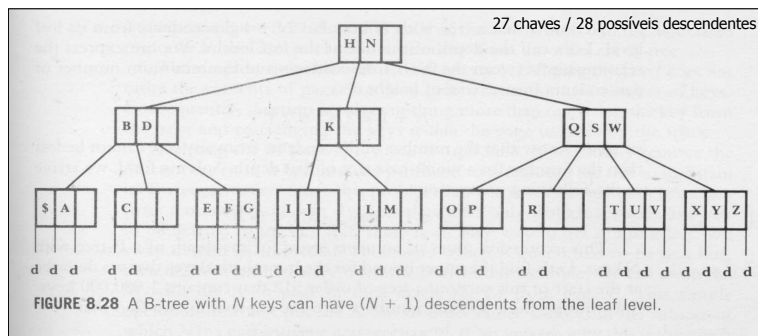 27 chaves / 28 possíveis descendentes
H N
B D K Q S W
$ A C E F G I J L M O P R T U V X Y Z
d d d d d d d d d d d d d d d d d d d d d d d d d d d d
FIGURE 8.28 A B-tree with N keys can have (N + 1) descendents from the leaf level.